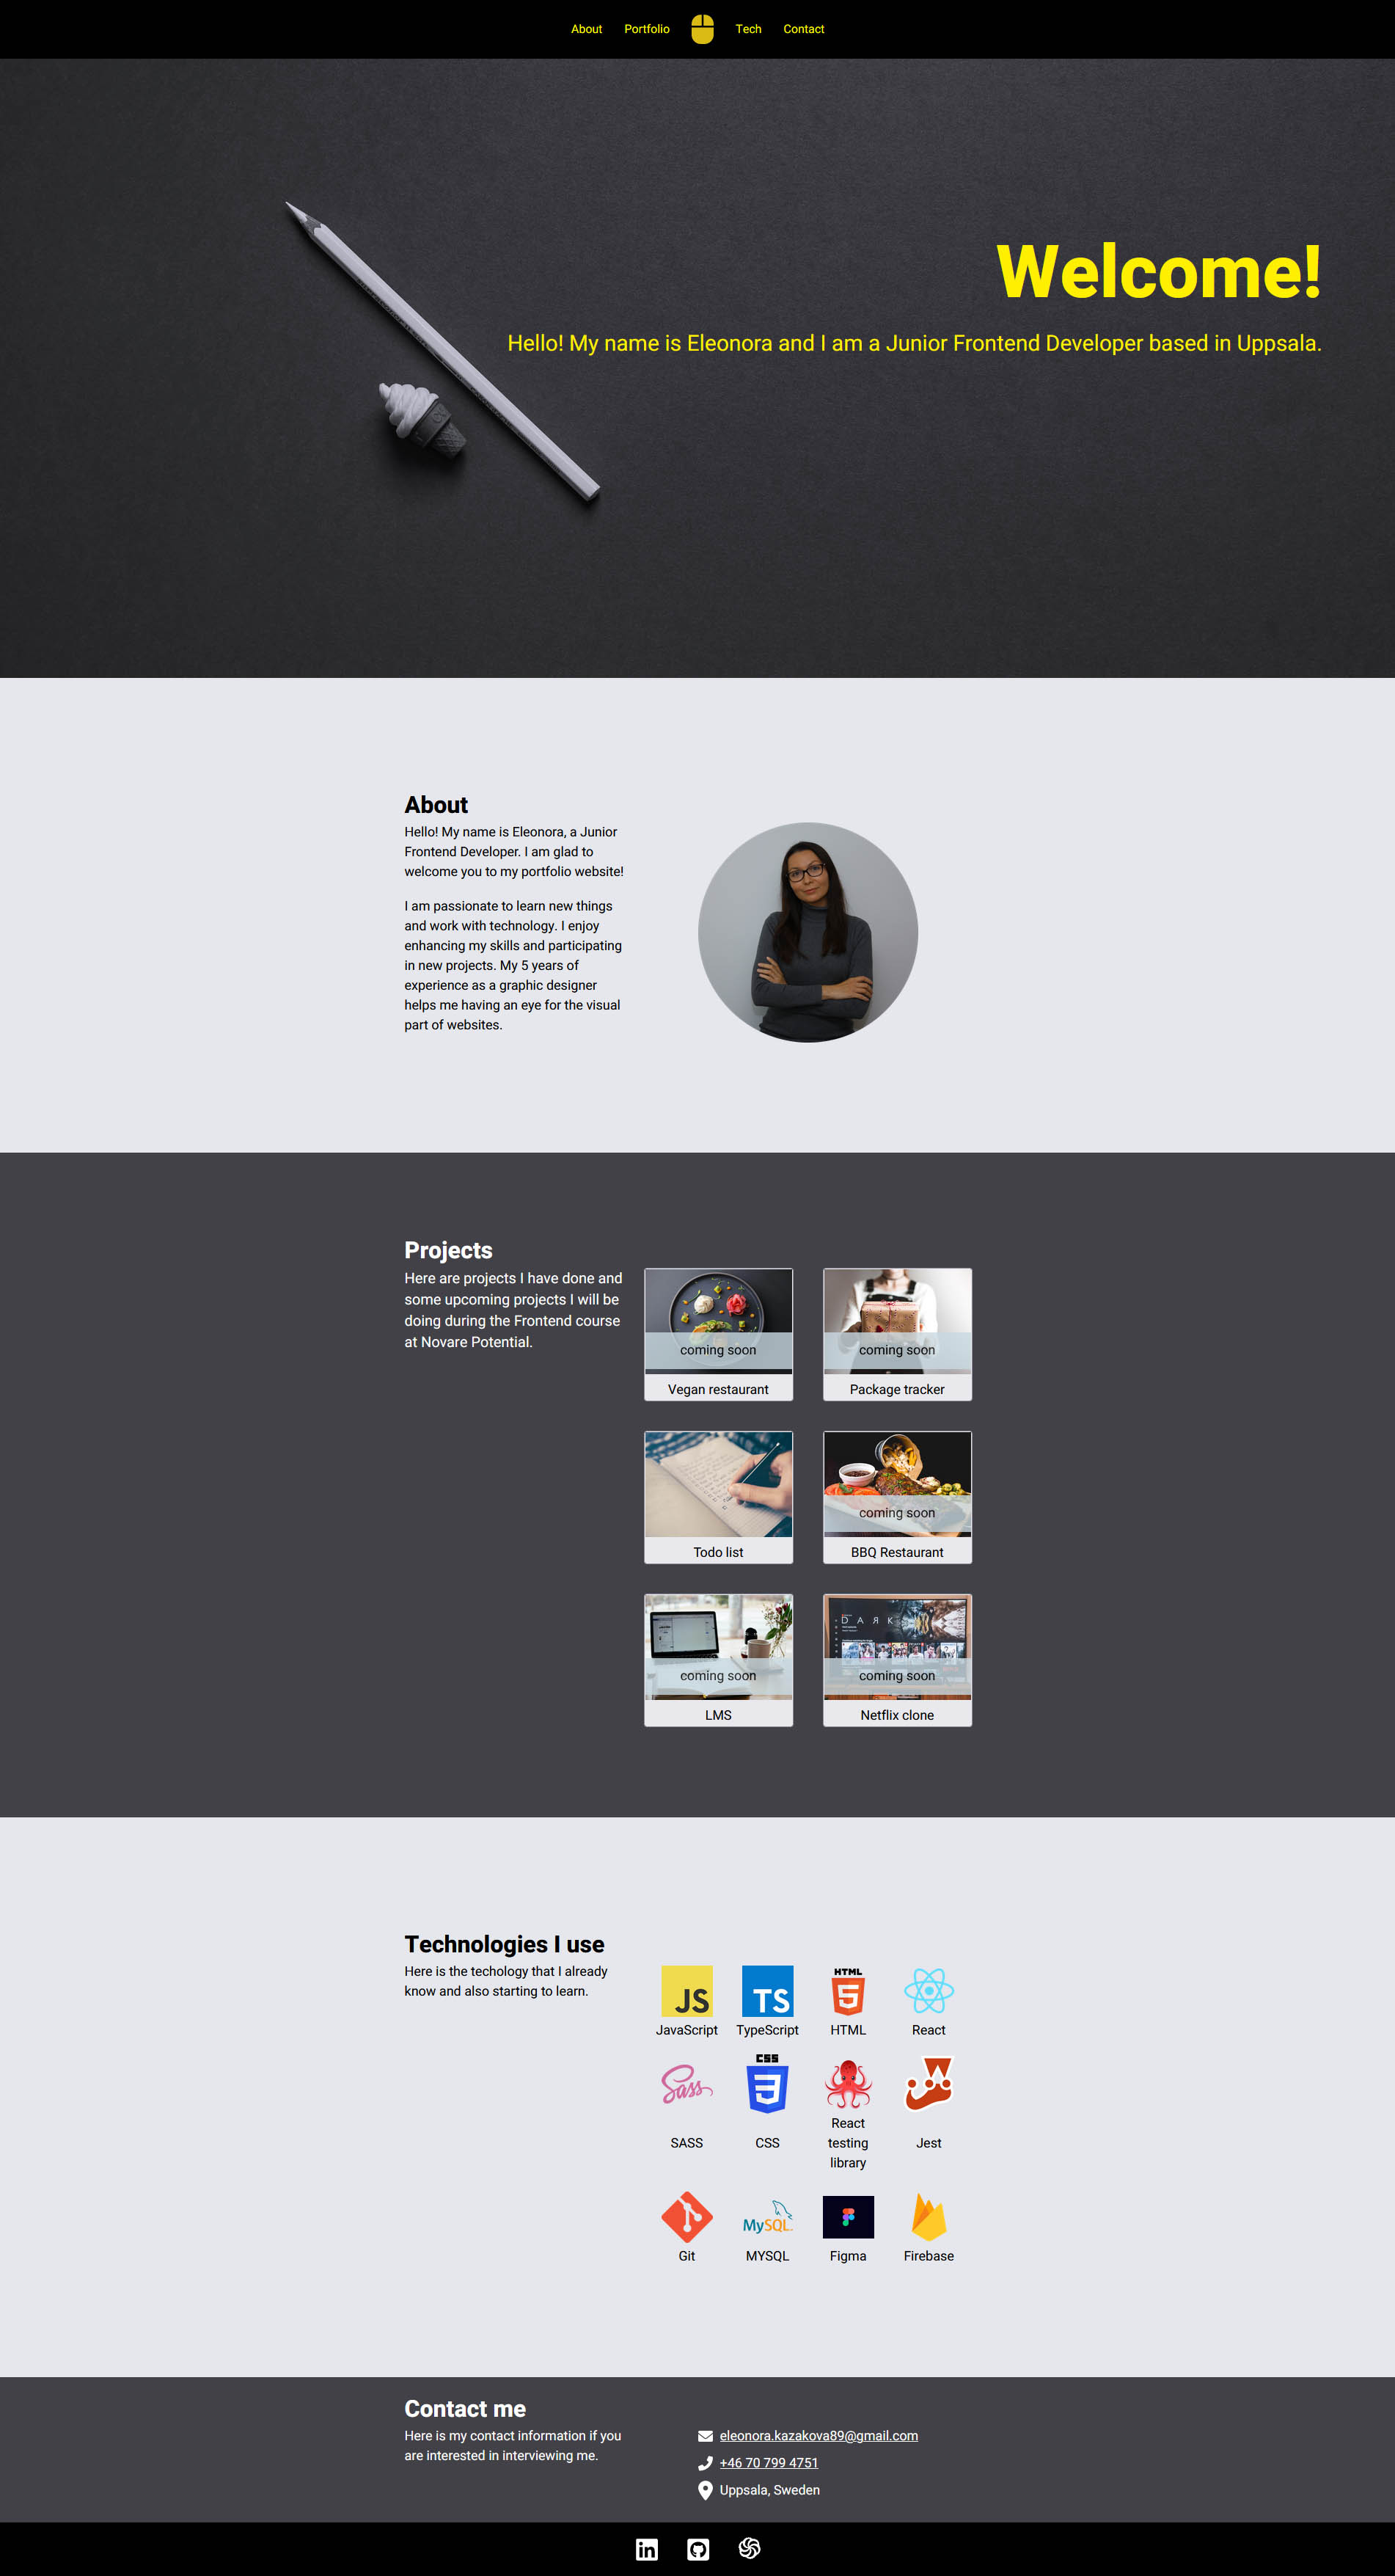 About Portfolio Tech Contact
Welcome!
Hello! My name is Eleonora and I am a Junior Frontend Developer based in Uppsala.
About
Hello! My name is Eleonora, a Junior
Frontend Developer. I am glad to
welcome you to my portfolio website!
I am passionate to learn new things
and work with technology. I enjoy
enhancing my skills and participating
in new projects. My 5 years of
experience as a graphic designer
helps me having an eye for the visual
part of websites.
Projects
Here are projects I have done and
some upcoming projects I will be
doing during the Frontend course
at Novare Potential.
coming soon
Vegan restaurant
coming soon
Package tracker
Todo list
coming soon
BBQ Restaurant
coming soon
LMS
DARK
coming soon
Netflix clone
Technologies I use
Here is the techology that I already
know and also starting to learn.
JS
JavaScript
TS
TypeScript
HTML
5
HTML
React
Sass
SASS
CSS
3
CSS
React
testing
library
Jest
Git
MySQL
MYSQL
Figma
Firebase
Contact me
Here is my contact information if you
are interested in interviewing me.
eleonora.kazakova89@gmail.com
+46 70 799 4751
Uppsala, Sweden
in